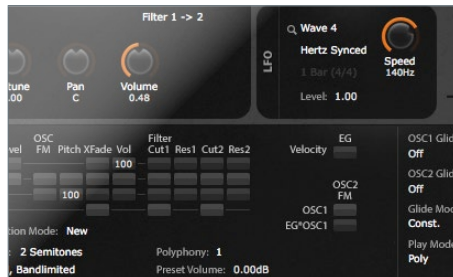 Filter 1 -> 2
Wave 4
Hertz Synced
1 Bar (4/4)
Level: 1.00
Speed
140Hz
LFO
tune
.00
Pan
C
Volume
0.48
OSC
vel FM Pitch XFade Vol
Filter
Cut1 Res1 Cut2 Res2
100
100
EG
Velocity
OSC2
FM
OSC1
EG*OSC1
OSC1 Glid
Off
OSC2 Glid
Off
Glide Mod
Const.
Play Mode
Poly
tion Mode: New
: 2 Semitones
Polyphony: 1
, Bandlimited
Preset Volume: 0.00dB